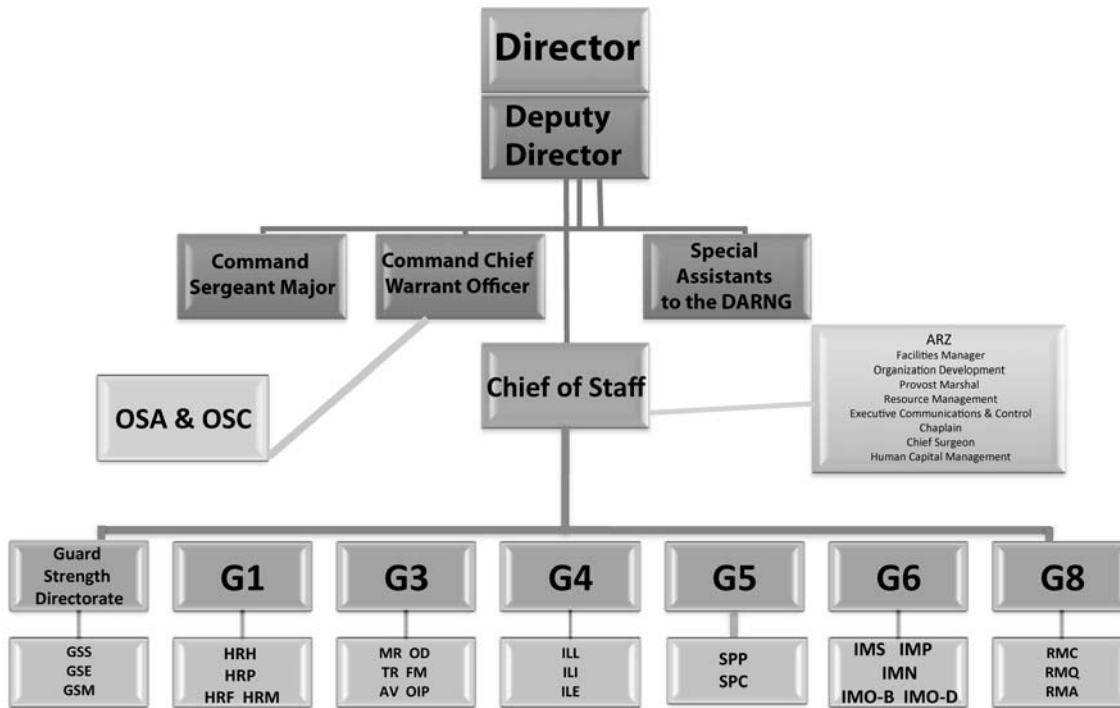 Director
Deputy
Director
Command
Sergeant Major
Command Chief
Warrant Officer
Special
Assistants
to the DARNG
OSA & OSC
Chief of Staff
ARZ
Facilities Manager
Organization Development
Provost Marshal
Resource Management
Executive Communications & Control
Chaplain
Chief Surgeon
Human Capital Management
Guard
Strength
Directorate
G1
G3
G4
G5
G6
G8
GSS
GSE
GSM
HRH
HRP
HRF HRM
MR OD
TR FM
AV OIP
ILL
ILI
ILE
SPP
SPC
IMS IMP
IMN
IMO-B IMO-D
RMC
RMQ
RMA